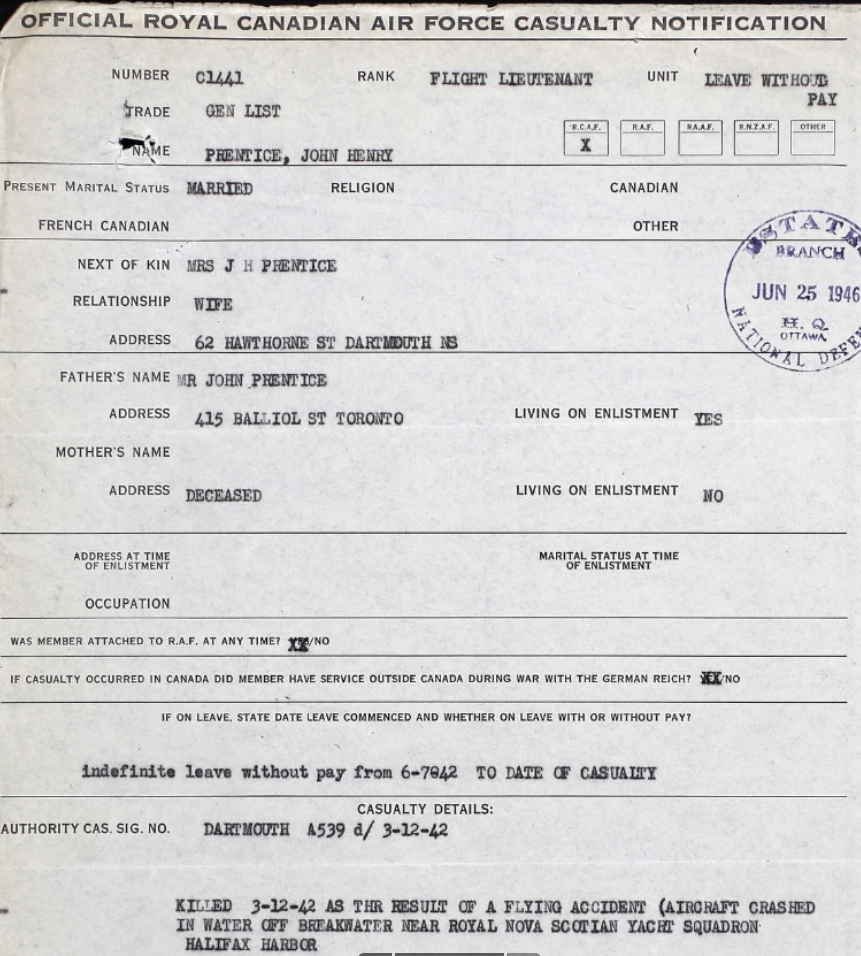 OFFICIAL ROYAL CANADIAN AIR FORCE CASUALTY NOTIFICATION
NUMBER C1441 RANK FLIGHT LIEUTENANT UNIT LEAVE WITHOUT
PAY
TRADE GEN LIST
R.C.A.F. R.A.F. R.A.A.F. R.N.Z.A.F. OTHER
X
NAME PRENTICE, JOHN HENRY
PRESENT MARITAL STATUS MARRIED RELIGION CANADIAN
FRENCH CANADIAN OTHER
ESTATES
BRANCH
JUN 25 1946
H. Q.
OTTAWA
NATIONAL DEFEN
NEXT OF KIN MRS J H PRENTICE
RELATIONSHIP WIFE
ADDRESS 62 HAWTHORNE ST DARTMOUTH NS
FATHER'S NAME MR JOHN PRENTICE
ADDRESS 415 BALLIOL ST TORONTO LIVING ON ENLISTMENT YES
MOTHER'S NAME
ADDRESS DECEASED LIVING ON ENLISTMENT NO
ADDRESS AT TIME
OF ENLISTMENT
MARITAL STATUS AT TIME
OF ENLISTMENT
OCCUPATION
WAS MEMBER ATTACHED TO R.A.F. AT ANY TIME? XX/NO
IF CASUALTY OCCURRED IN CANADA DID MEMBER HAVE SERVICE OUTSIDE CANADA DURING WAR WITH THE GERMAN REICH? XX/NO
IF ON LEAVE, STATE DATE LEAVE COMMENCED AND WHETHER ON LEAVE WITH OR WITHOUT PAY?
indefinite leave without pay from TO DATE OF CASUALTY
CASUALTY DETAILS:
AUTHORITY CAS. SIG. NO. DARTMOUTH A539 d/ 3-12-42
KILLED 3-12-42 AS THR RESULT OF A FLYING ACCIDENT (AIRCRAFT CRASHED
IN WATER OFF BREAKWATER NEAR ROYAL NOVA SCOTIAN YACHT SQUADRON
HALIFAX HARBOR